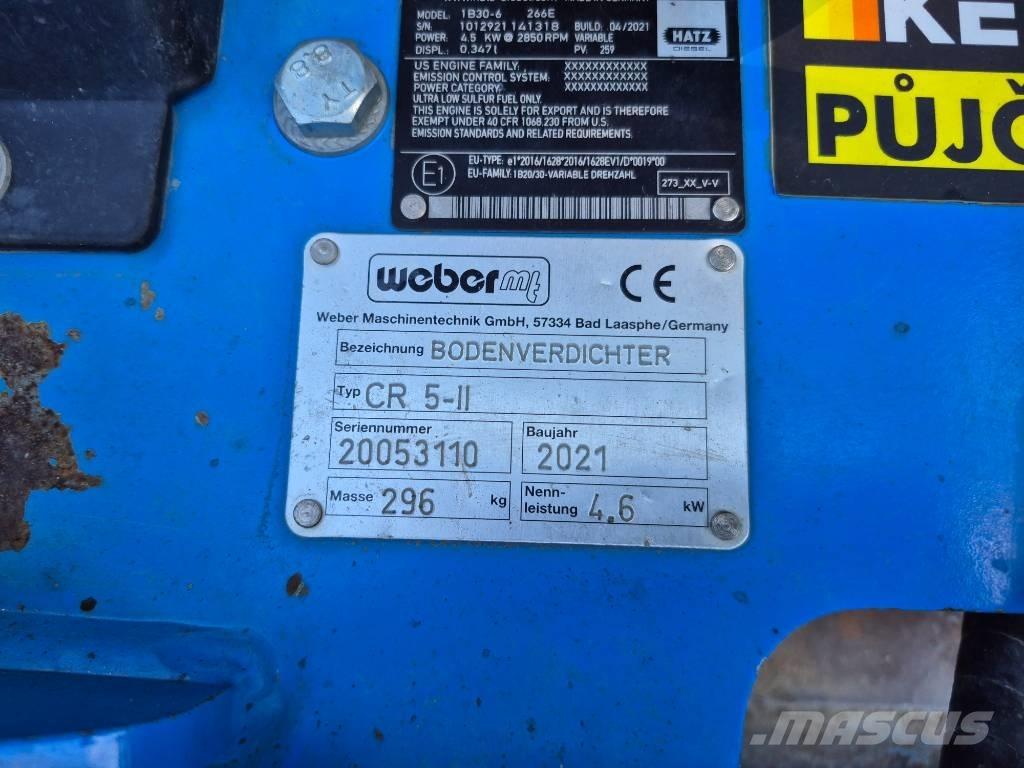 MODEL: 1B30-6 266E
S/N: 1012921 141318 BUILD: 04/2021
POWER: 4.5 KW @ 2850 RPM VARIABLE
DISPL.: 0,347 l PV: 259
HATZ
DIESEL
US ENGINE FAMILY: XXXXXXXXXXXX
EMISSION CONTROL SYSTEM: XXXXXXXXXXXX
POWER CATEGORY: XXXXXXXXXXXX
ULTRA LOW SULFUR FUEL ONLY.
THIS ENGINE IS SOLELY FOR EXPORT AND IS THEREFORE
EXEMPT UNDER 40 CFR 1068.230 FROM U.S.
EMISSION STANDARDS AND RELATED REQUIREMENTS.
E1
EU-TYPE: e1*2016/1628*2016/1628EV1/D*0019*00
EU-FAMILY: 1B20/30-VARIABLE DREHZAHL
273_XX_V-V
8.8
TY
KE
PŮJČ
weber mt
CE
Weber Maschinentechnik GmbH, 57334 Bad Laasphe/Germany
Bezeichnung BODENVERDICHTER
Typ CR 5-II
Seriennummer 20053110
Baujahr 2021
Masse 296 kg
Nenn-
leistung 4.6 kW
MASCUS